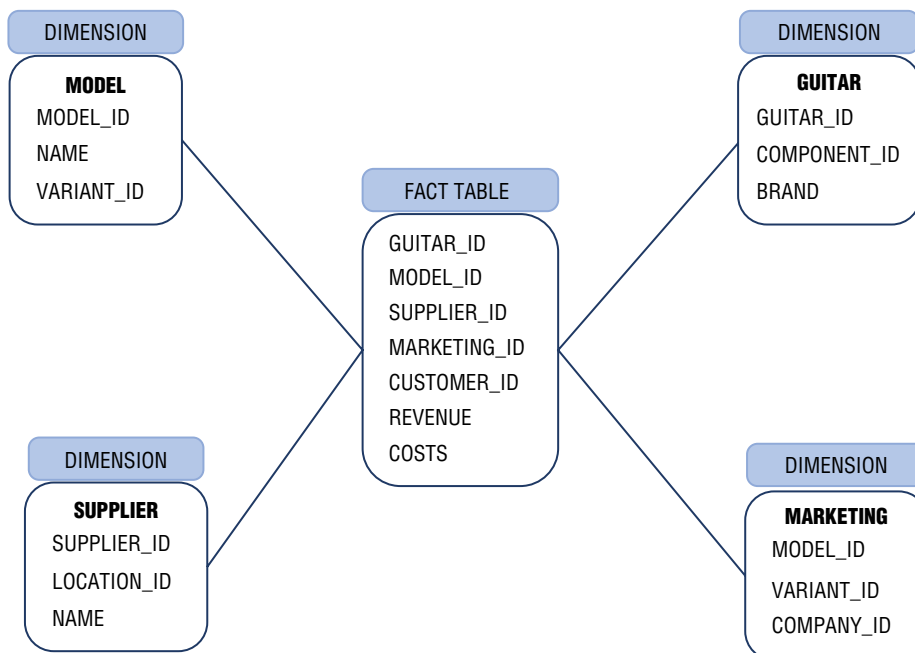 DIMENSION
MODEL
MODEL_ID
NAME
VARIANT_ID
DIMENSION
GUITAR
GUITAR_ID
COMPONENT_ID
BRAND
FACT TABLE
GUITAR_ID
MODEL_ID
SUPPLIER_ID
MARKETING_ID
CUSTOMER_ID
REVENUE
COSTS
DIMENSION
SUPPLIER
SUPPLIER_ID
LOCATION_ID
NAME
DIMENSION
MARKETING
MODEL_ID
VARIANT_ID
COMPANY_ID